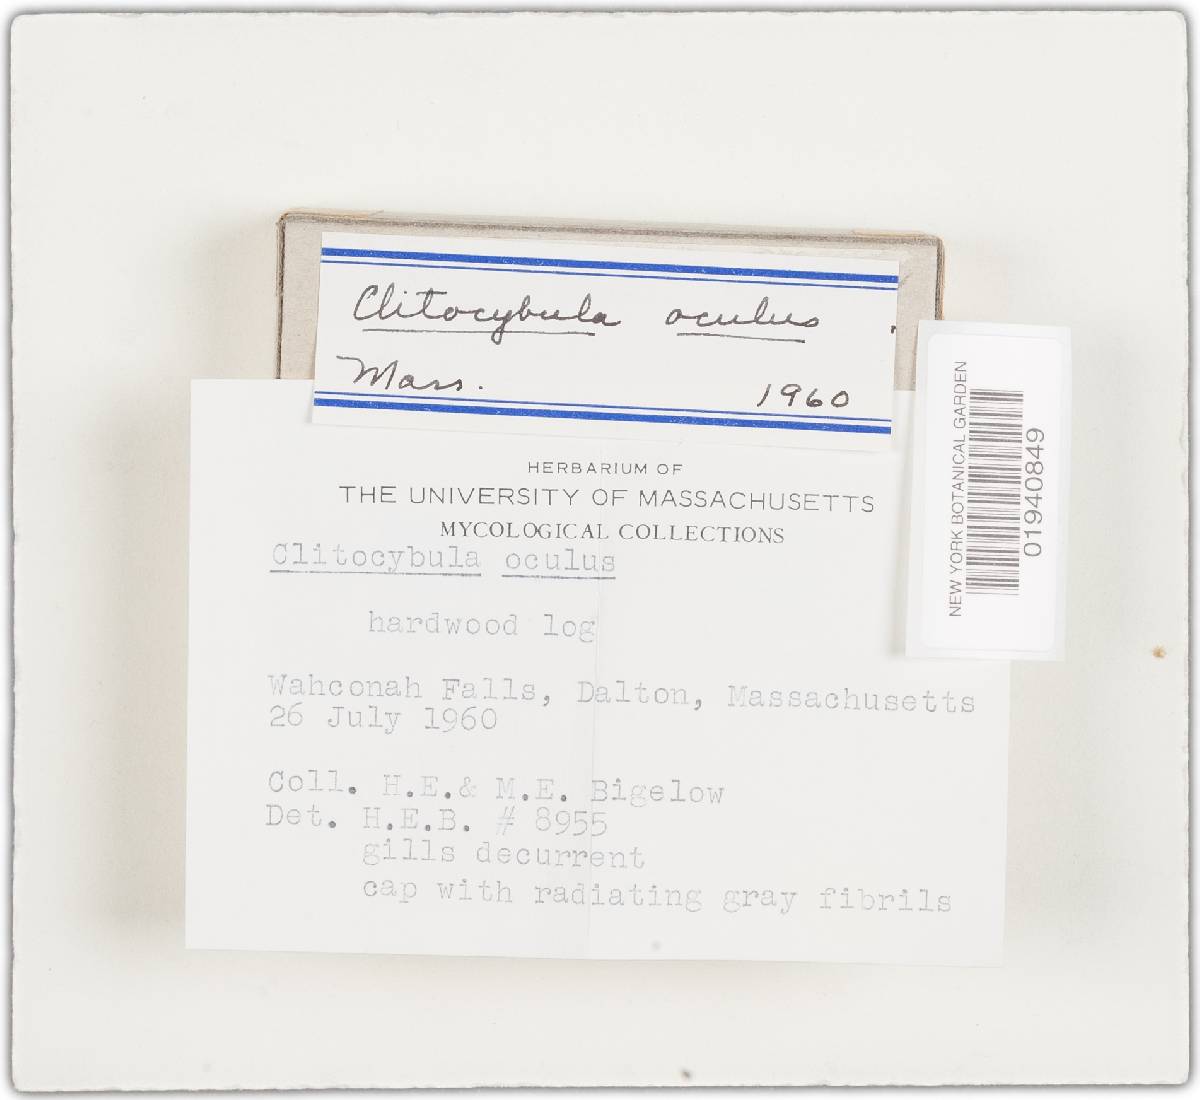 Clitocybula oculus
Mass. 1960
HERBARIUM OF
THE UNIVERSITY OF MASSACHUSETTS
MYCOLOGICAL COLLECTIONS
Clitocybula oculus
hardwood log
Wahconah Falls, Dalton, Massachusetts
26 July 1960
Coll. H.E.& M.E. Bigelow
Det. H.E.B. # 8955
gills decurrent
cap with radiating gray fibrils
NEW YORK BOTANICAL GARDEN
01940849